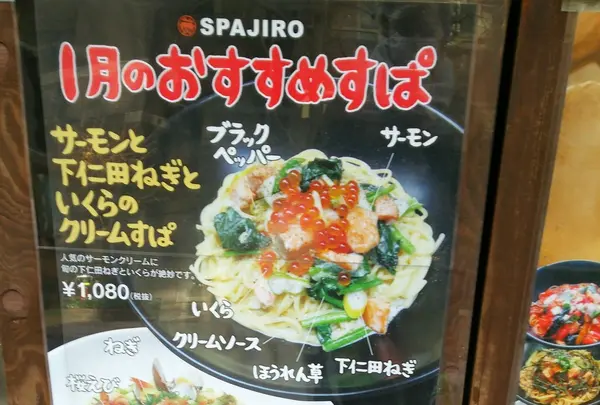 SPAJIRO
1月のおすすめすぱ
サーモンと
下仁田ねぎと
いくらの
クリームすぱ
人気のサーモンクリームに
旬の下仁田ねぎといくらが絶妙です。
¥1,080(税抜)
ブラック
ペッパー
サーモン
いくら
クリームソース
ほうれん草
下仁田ねぎ
ねぎ
桜えび